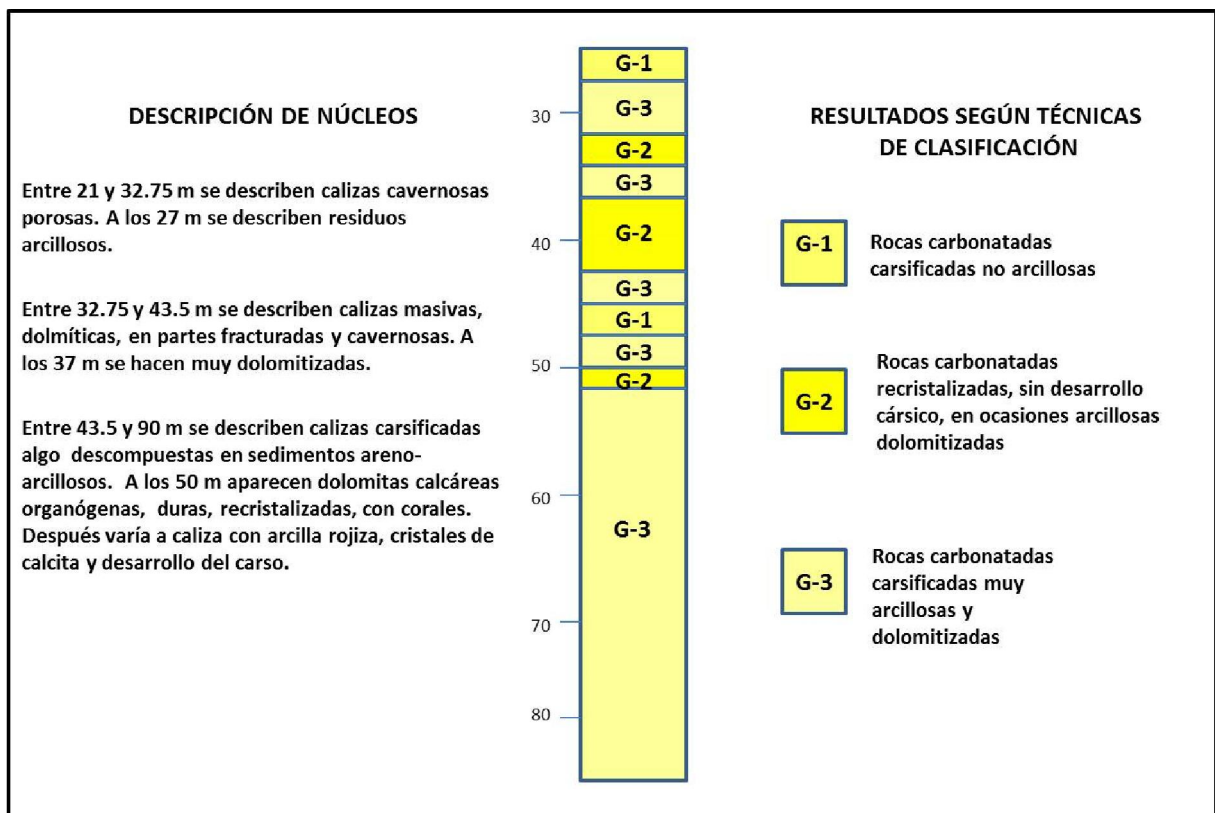 DESCRIPCIÓN DE NÚCLEOS
Entre 21 y 32.75 m se describen calizas cavernosas
porosas. A los 27 m se describen residuos
arcillosos.
Entre 32.75 y 43.5 m se describen calizas masivas,
dolmíticas, en partes fracturadas y cavernosas. A
los 37 m se hacen muy dolomitizadas.
Entre 43.5 y 90 m se describen calizas carsificadas
algo descompuestas en sedimentos areno-
arcillosos. A los 50 m aparecen dolomitas calcáreas
organógenas, duras, recristalizadas, con corales.
Después varía a caliza con arcilla rojiza, cristales de
calcita y desarrollo del carso.
30
40
50
60
70
80
G-1
G-3
G-2
G-3
G-2
G-3
G-1
G-3
G-2
G-3
RESULTADOS SEGÚN TÉCNICAS
DE CLASIFICACIÓN
G-1
Rocas carbonatadas
carsificadas no arcillosas
G-2
Rocas carbonatadas
recristalizadas, sin desarrollo
cársico, en ocasiones arcillosas
dolomitizadas
G-3
Rocas carbonatadas
carsificadas muy
arcillosas y
dolomitizadas